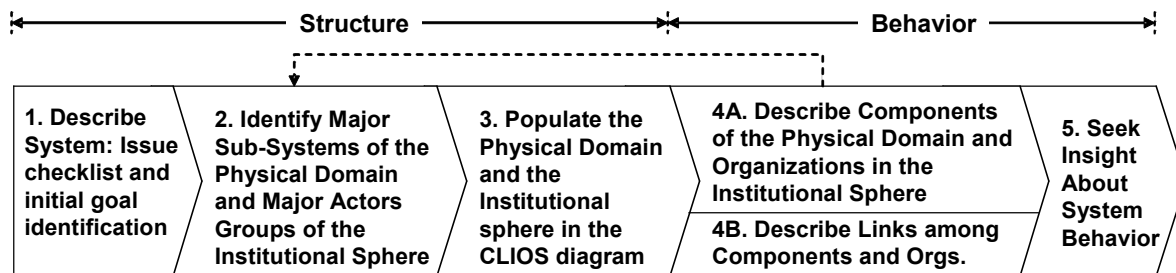 Structure
Behavior
1. Describe
System: Issue
checklist and
initial goal
identification
2. Identify Major
Sub-Systems of the
Physical Domain
and Major Actors
Groups of the
Institutional Sphere
3. Populate the
Physical Domain
and the
Institutional
sphere in the
CLIOS diagram
4A. Describe Components
of the Physical Domain and
Organizations in the
Institutional Sphere
4B. Describe Links among
Components and Orgs.
5. Seek
Insight
About
System
Behavior